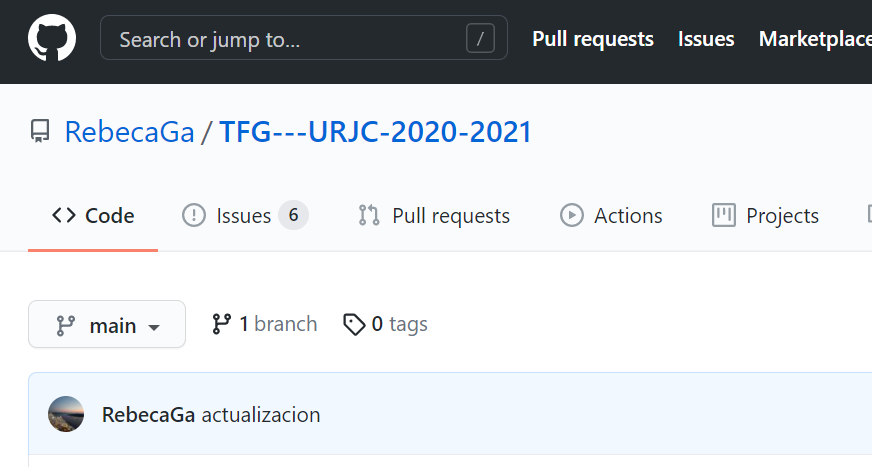 Search or jump to... / Pull requests Issues Marketplace
RebecaGa / TFG---URJC-2020-2021
<> Code Issues 6 Pull requests Actions Projects
main 1 branch 0 tags
RebecaGa actualizacion